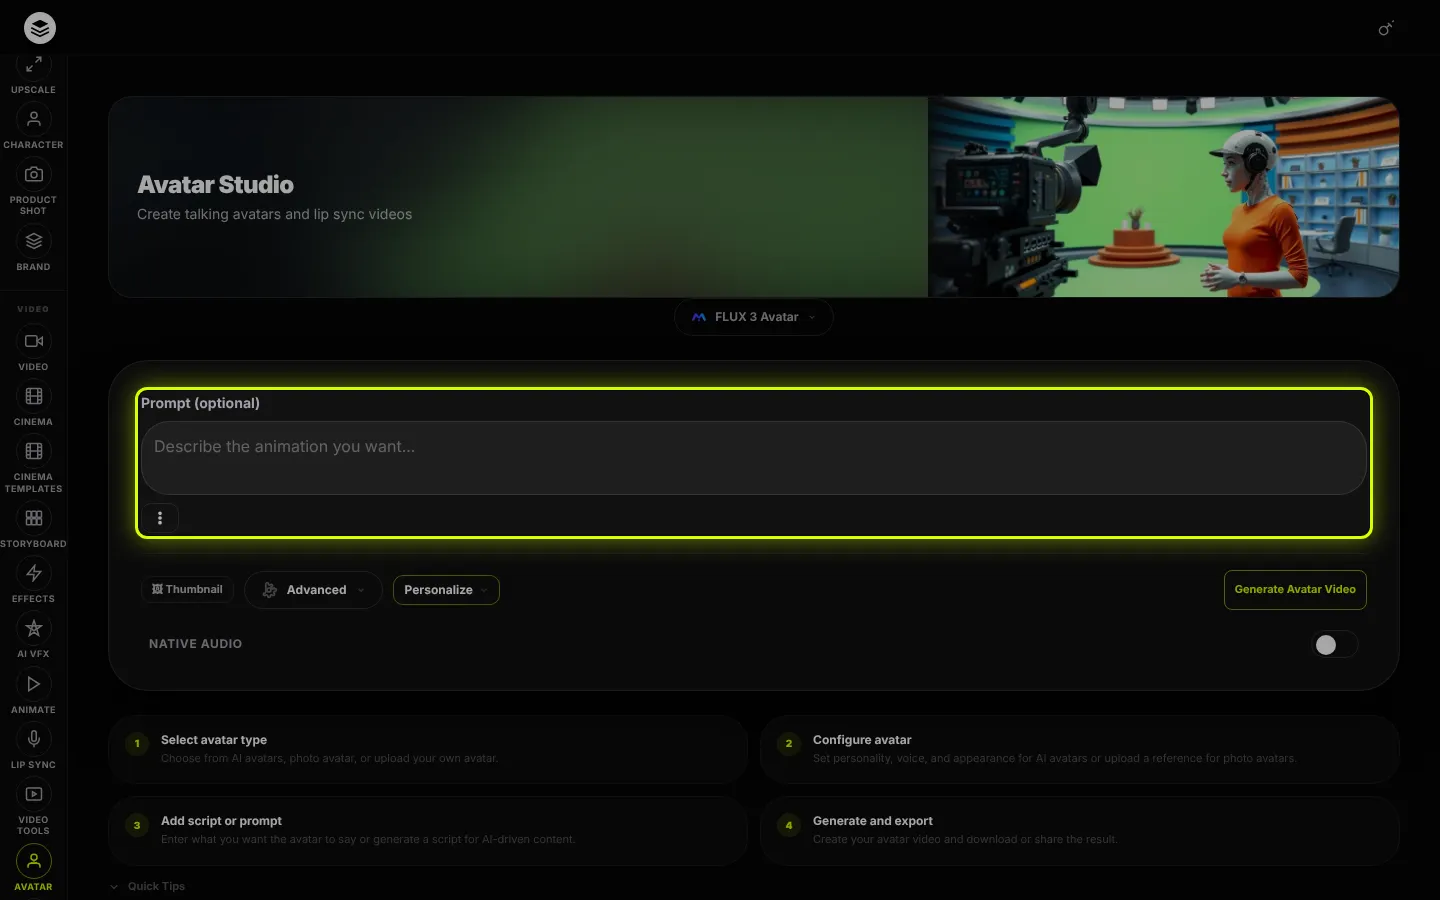 UPSCALE
CHARACTER
PRODUCT
SHOT
BRAND
VIDEO
VIDEO
CINEMA
CINEMA
TEMPLATES
STORYBOARD
EFFECTS
AI VFX
ANIMATE
LIP SYNC
VIDEO
TOOLS
AVATAR
Avatar Studio
Create talking avatars and lip sync videos
FLUX 3 Avatar
Prompt (optional)
Describe the animation you want...
Thumbnail
Advanced
Personalize
Generate Avatar Video
NATIVE AUDIO
1
Select avatar type
Choose from AI avatars, photo avatar, or upload your own avatar.
2
Configure avatar
Set personality, voice, and appearance for AI avatars or upload a reference for photo avatars.
3
Add script or prompt
Enter what you want the avatar to say or generate a script for AI-driven content.
4
Generate and export
Create your avatar video and download or share the result.
Quick Tips